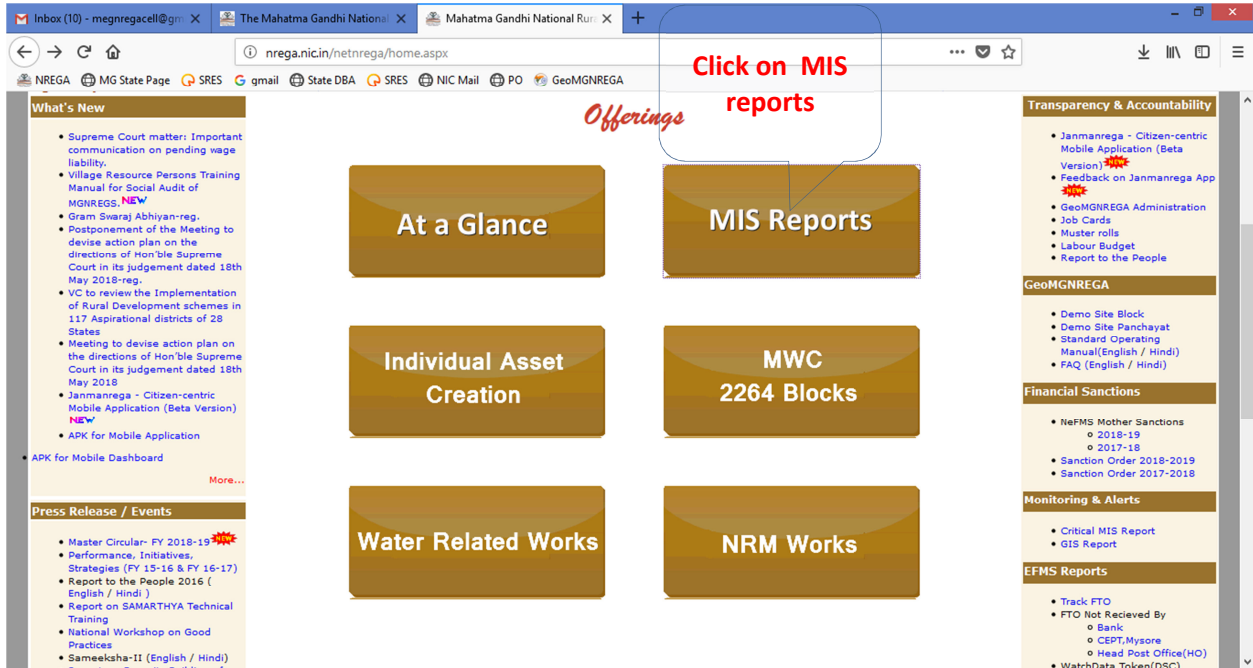 Inbox (10) - megnregacell@gm
The Mahatma Gandhi National
Mahatma Gandhi National Rura
nrega.nic.in/netnrega/home.aspx
NREGA
MG State Page
SRES
gmail
State DBA
SRES
NIC Mail
PO
GeoMGNREGA
Click on MIS
reports
What's New
Supreme Court matter: Important
communication on pending wage
liability.
Village Resource Persons Training
Manual for Social Audit of
MGNREGS. NEW
Gram Swaraj Abhiyan-reg.
Postponement of the Meeting to
devise action plan on the
directions of Hon'ble Supreme
Court in its judgement dated 18th
May 2018-reg.
VC to review the Implementation
of Rural Development schemes in
117 Aspirational districts of 28
States
Meeting to devise action plan on
the directions of Hon'ble Supreme
Court in its judgement dated 18th
May 2018
Janmanrega - Citizen-centric
Mobile Application (Beta Version)
NEW
APK for Mobile Application
APK for Mobile Dashboard
More...
Press Release / Events
Master Circular- FY 2018-19 NEW
Performance, Initiatives,
Strategies (FY 15-16 & FY 16-17)
Report to the People 2016 (
English / Hindi )
Report on SAMARTHYA Technical
Training
National Workshop on Good
Practices
Sameeksha-II (English / Hindi)
Offerings
At a Glance
MIS Reports
Individual Asset
Creation
MWC
2264 Blocks
Water Related Works
NRM Works
Transparency & Accountability
Janmanrega - Citizen-centric
Mobile Application (Beta
Version) NEW
Feedback on Janmanrega App
NEW
GeoMGNREGA Administration
Job Cards
Muster rolls
Labour Budget
Report to the People
GeoMGNREGA
Demo Site Block
Demo Site Panchayat
Standard Operating
Manual(English / Hindi)
FAQ (English / Hindi)
Financial Sanctions
NeFMS Mother Sanctions
2018-19
2017-18
Sanction Order 2018-2019
Sanction Order 2017-2018
Monitoring & Alerts
Critical MIS Report
GIS Report
EFMS Reports
Track FTO
FTO Not Recieved By
Bank
CEPT,Mysore
Head Post Office(HO)
WatchData Token(DSC)